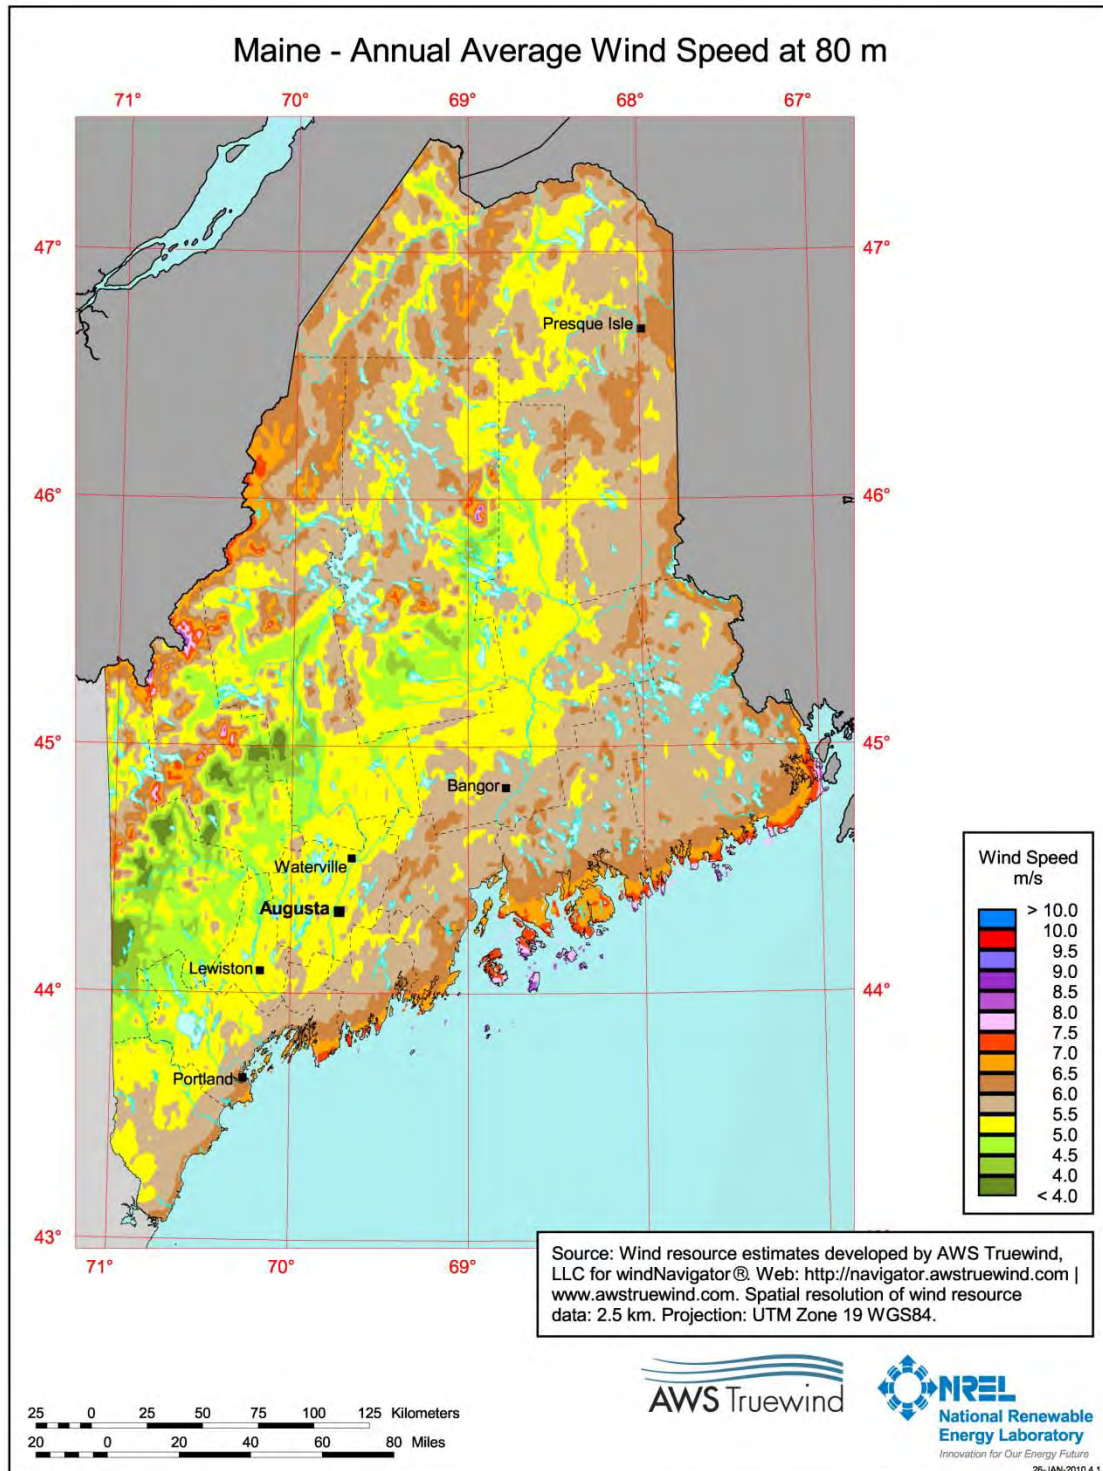 Maine - Annual Average Wind Speed at 80 m
71° 70° 69° 68° 67°
47° 47°
Presque Isle
46° 46°
45° 45°
Bangor
Waterville
Augusta
Lewiston
44° 44°
Portland
43°
71° 70° 69°
Wind Speed
m/s
> 10.0
10.0
9.5
9.0
8.5
8.0
7.5
7.0
6.5
6.0
5.5
5.0
4.5
4.0
< 4.0
Source: Wind resource estimates developed by AWS Truewind,
LLC for windNavigator®. Web: http://navigator.awstruewind.com |
www.awstruewind.com. Spatial resolution of wind resource
data: 2.5 km. Projection: UTM Zone 19 WGS84.
AWS Truewind
NREL
National Renewable
Energy Laboratory
Innovation for Our Energy Future
25 0 25 50 75 100 125 Kilometers
20 0 20 40 60 80 Miles
26-JAN-2010 4.1